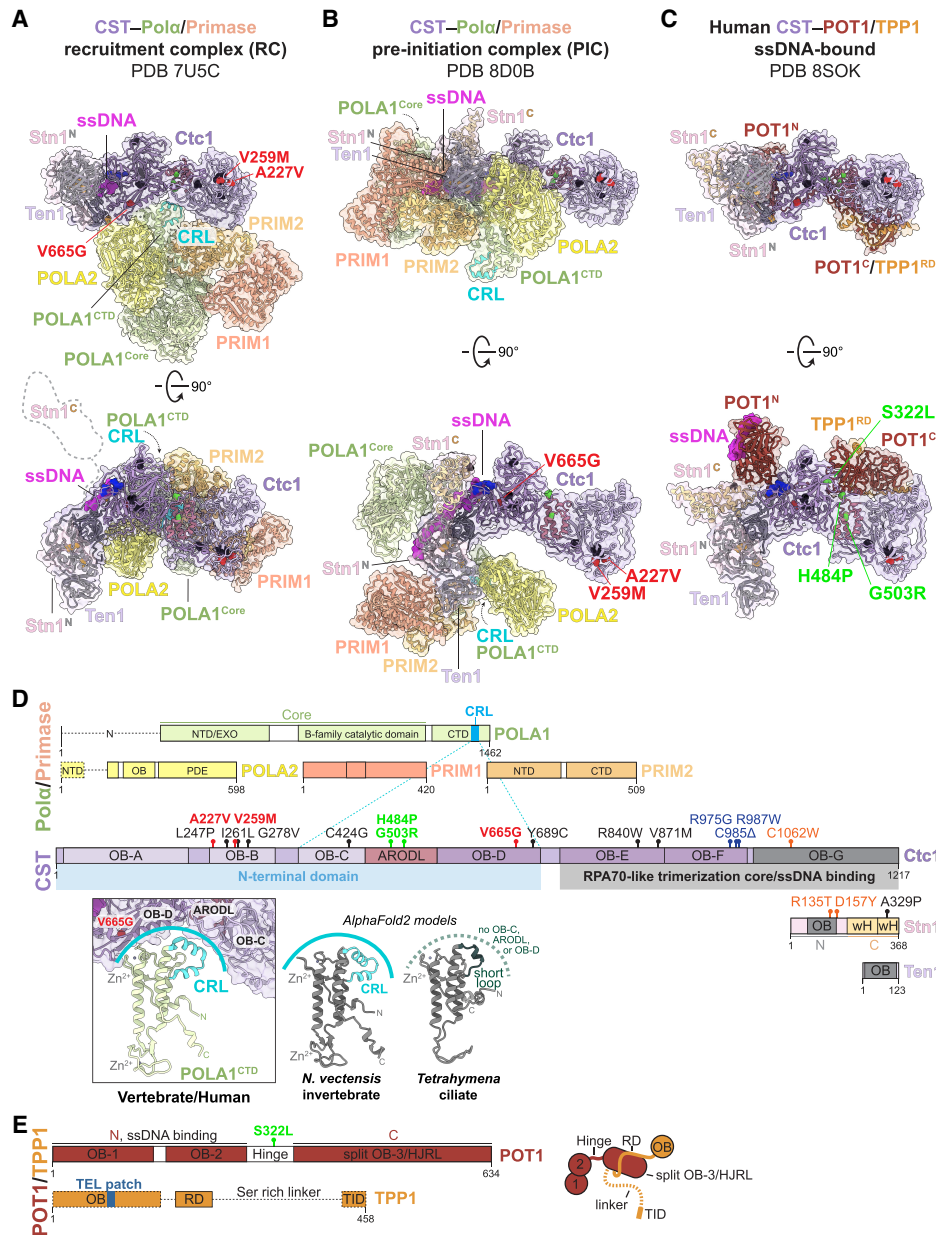 A
CST–Polα/Primase
recruitment complex (RC)
PDB 7U5C
ssDNA
Stn1N
Ctc1
V259M
A227V
Ten1
V665G
CRL
PRIM2
POLA2
POLA1CTD
PRIM1
POLA1Core
90°
Stn1C
POLA1CTD
CRL
PRIM2
ssDNA
Ctc1
POLA2
PRIM1
Ten1
Stn1N
POLA1Core
B
CST–Polα/Primase
pre-initiation complex (PIC)
PDB 8D0B
POLA1Core
ssDNA
Stn1C
Stn1N
Ten1
Ctc1
PRIM1
PRIM2
POLA2
POLA1CTD
CRL
90°
ssDNA
Stn1C
POLA1Core
V665G
Ctc1
Stn1N
A227V
V259M
POLA2
PRIM1
CRL
POLA1CTD
PRIM2
Ten1
C
Human CST–POT1/TPP1
ssDNA-bound
PDB 8SOK
Stn1C
POT1N
Ten1
Stn1N
Ctc1
POT1C/TPP1RD
90°
POT1N
S322L
TPP1RD
POT1C
ssDNA
Stn1C
Stn1N
Ctc1
H484P
G503R
Ten1
D
Polα/Primase
Core
CRL
N
NTD/EXO
B-family catalytic domain
CTD
POLA1
1
1462
NTD
OB
PDE
POLA2
PRIM1
NTD
CTD
PRIM2
1
598
1
420
1
509
CST
A227V V259M
L247P I261L G278V
C424G
H484P
G503R
V665G
Y689C
R840W V871M
R975G R987W
C985Δ
C1062W
OB-A
OB-B
OB-C
ARODL
OB-D
OB-E
OB-F
OB-G
Ctc1
1
N-terminal domain
RPA70-like trimerization core/ssDNA binding
1217
R135T D157Y A329P
OB
wH
wH
Stn1
1
N
C
368
OB
Ten1
1
123
V665G
OB-D
ARODL
OB-C
Zn2+
CRL
N
C
Zn2+
POLA1CTD
Vertebrate/Human
AlphaFold2 models
Zn2+
CRL
N
C
Zn2+
N. vectensis
invertebrate
no OB-C,
ARODL,
or OB-D
short
loop
N
C
Tetrahymena
ciliate
E
POT1/TPP1
N, ssDNA binding
S322L
C
OB-1
OB-2
Hinge
split OB-3/HJRL
POT1
1
634
TEL patch
OB
RD
Ser rich linker
TID
TPP1
1
458
Hinge
RD
OB
2
1
split OB-3/HJRL
linker
TID